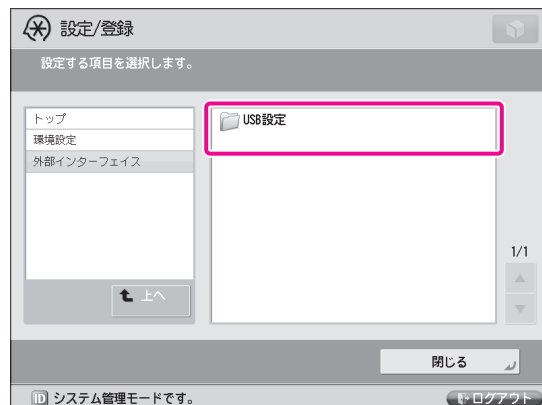 設定/登録
設定する項目を選択します。
トップ
環境設定
外部インターフェイス
USB設定
1/1
上へ
閉じる
ID システム管理モードです。
ログアウト